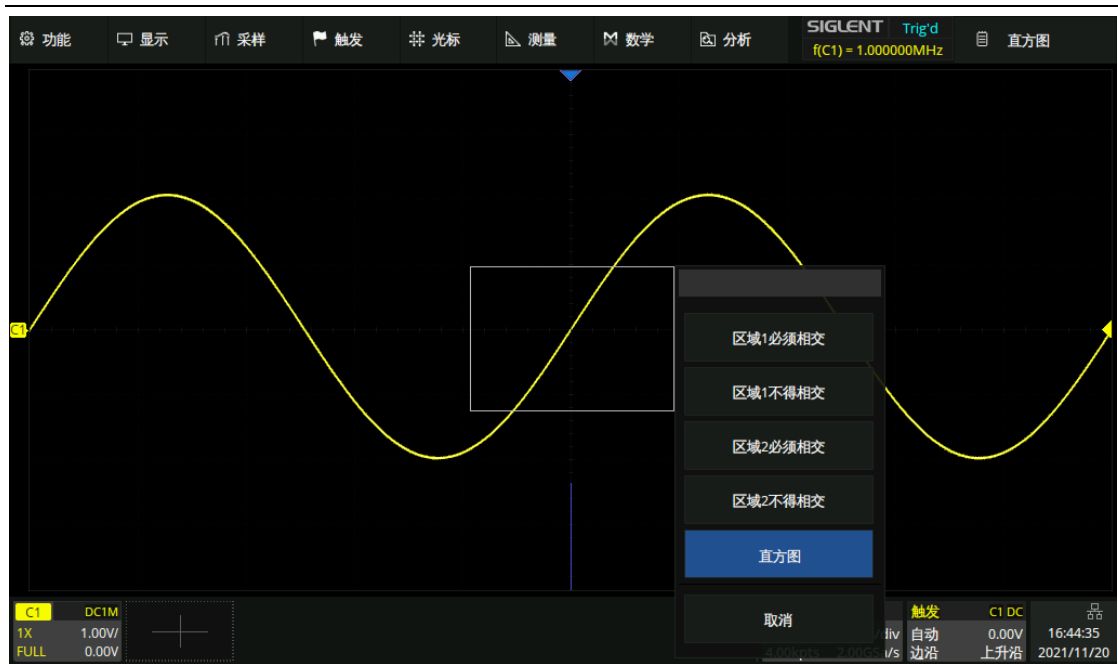 功能 显示 采样 触发 光标 测量 数学 分析 SIGLENT Trig'd 直方图
f(C1) = 1.000000MHz
C1
区域1必须相交
区域1不得相交
区域2必须相交
区域2不得相交
直方图
取消
C1 DC1M
1X 1.00V/
FULL 0.00V
/div
4.00kpts 2.00GSa/s
触发 C1 DC
自动 0.00V
边沿 上升沿
16:44:35
2021/11/20